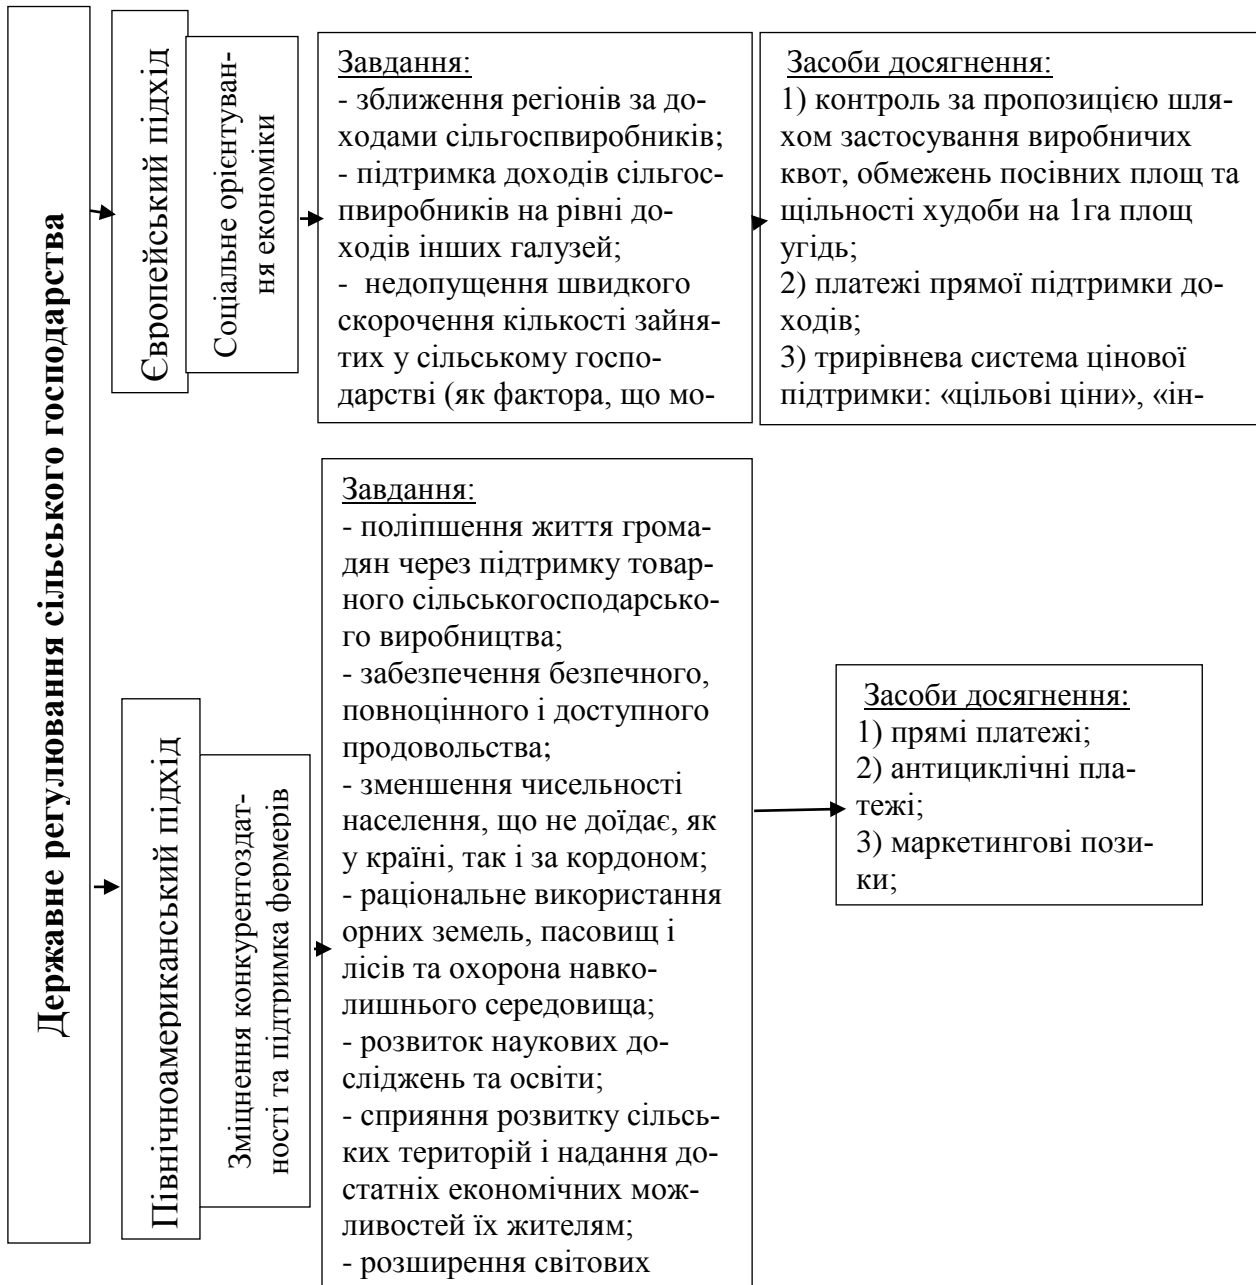 Державне регулювання сільського господарства
Європейський підхід
Соціальне орієнтуван-
ня економіки
Завдання:
- зближення регіонів за до-
ходами сільгоспвиробників;
- підтримка доходів сільгос-
пвиробників на рівні до-
ходів інших галузей;
- недопущення швидкого
скорочення кількості зайня-
тих у сільському госпо-
дарстві (як фактора, що мо-
Засоби досягнення:
1) контроль за пропозицією шля-
хом застосування виробничих
квот, обмежень посівних площ та
щільності худоби на 1га площ
угідь;
2) платежі прямої підтримки до-
ходів;
3) трирівнева система цінової
підтримки: «цільові ціни», «ін-
Північноамериканський підхід
Зміцнення конкурентоздат-
ності та підтримка фермерів
Завдання:
- поліпшення життя грома-
дян через підтримку товар-
ного сільськогосподарсько-
го виробництва;
- забезпечення безпечного,
повноцінного і доступного
продовольства;
- зменшення чисельності
населення, що не доїдає, як
у країні, так і за кордоном;
- раціональне використання
орних земель, пасовищ і
лісів та охорона навко-
лишнього середовища;
- розвиток наукових до-
сліджень та освіти;
- сприяння розвитку сіль-
ких територій і надання до-
статніх економічних мож-
ливостей їх жителям;
- розширення світових
Засоби досягнення:
1) прямі платежі;
2) антициклічні пла-
тежі;
3) маркетингові пози-
ки;